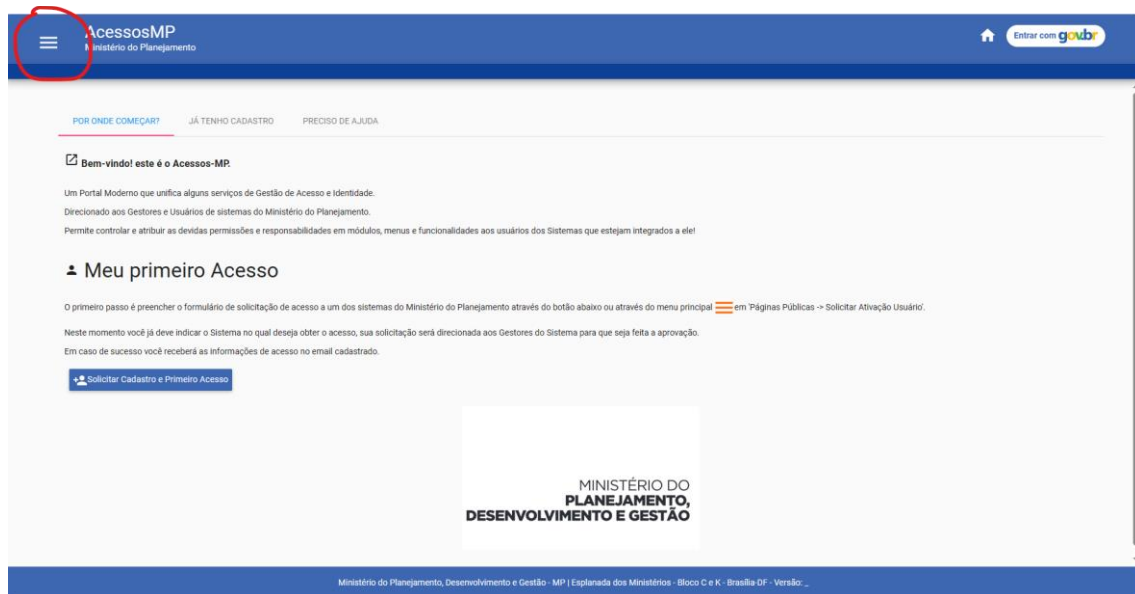 AcessosMP
Ministério do Planejamento
Entrar com gov.br
POR ONDE COMEÇAR? JÁ TENHO CADASTRO PRECISO DE AJUDA
Bem-vindo! este é o Acessos-MP.
Um Portal Moderno que unifica alguns serviços de Gestão de Acesso e Identidade.
Direcionado aos Gestores e Usuários de sistemas do Ministério do Planejamento.
Permite controlar e atribuir as devidas permissões e responsabilidades em módulos, menus e funcionalidades aos usuários dos Sistemas que estejam integrados a ele!
Meu primeiro Acesso
O primeiro passo é preencher o formulário de solicitação de acesso a um dos sistemas do Ministério do Planejamento através do botão abaixo ou através do menu principal em 'Páginas Públicas -> Solicitar Ativação Usuário'.
Neste momento você já deve indicar o Sistema no qual deseja obter o acesso, sua solicitação será direcionada aos Gestores do Sistema para que seja feita a aprovação.
Em caso de sucesso você receberá as informações de acesso no email cadastrado.
Solicitar Cadastro e Primeiro Acesso
MINISTÉRIO DO
PLANEJAMENTO,
DESENVOLVIMENTO E GESTÃO
Ministério do Planejamento, Desenvolvimento e Gestão - MP | Esplanada dos Ministérios - Bloco C e K - Brasília-DF - Versão: _